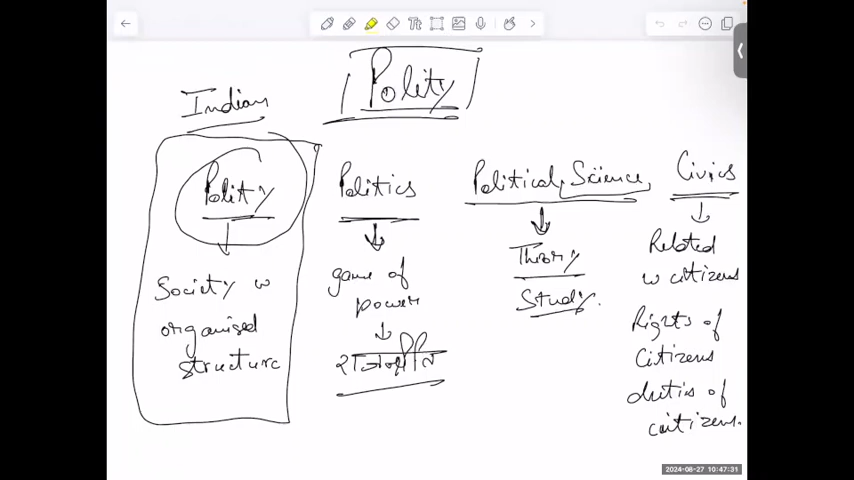 Polity
Indian
Polity
Society w
organised
structure
Politics
game of
power
राजनीति
Political Science
Theory
Study.
Civics
Related
w citizens
Rights of
Citizens
duties of
citizens.
2024-08-27 10:47:31